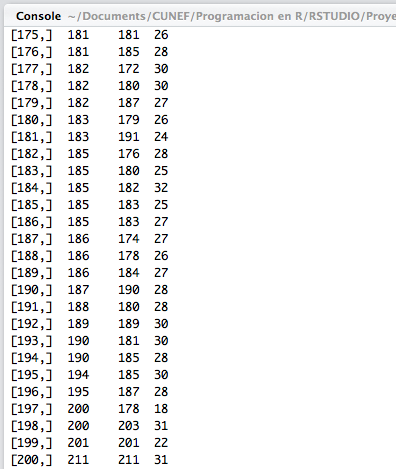 Console ~/Documents/CUNEF/Programacion en R/RSTUDIO/Proye
[175,] 181 181 26
[176,] 181 185 28
[177,] 182 172 30
[178,] 182 180 30
[179,] 182 187 27
[180,] 183 179 26
[181,] 183 191 24
[182,] 185 176 28
[183,] 185 180 25
[184,] 185 182 32
[185,] 185 183 25
[186,] 185 183 27
[187,] 186 174 27
[188,] 186 178 26
[189,] 186 184 27
[190,] 187 190 28
[191,] 188 180 28
[192,] 189 189 30
[193,] 190 181 30
[194,] 190 185 28
[195,] 194 185 30
[196,] 195 187 28
[197,] 200 178 18
[198,] 200 203 31
[199,] 201 201 22
[200,] 211 211 31